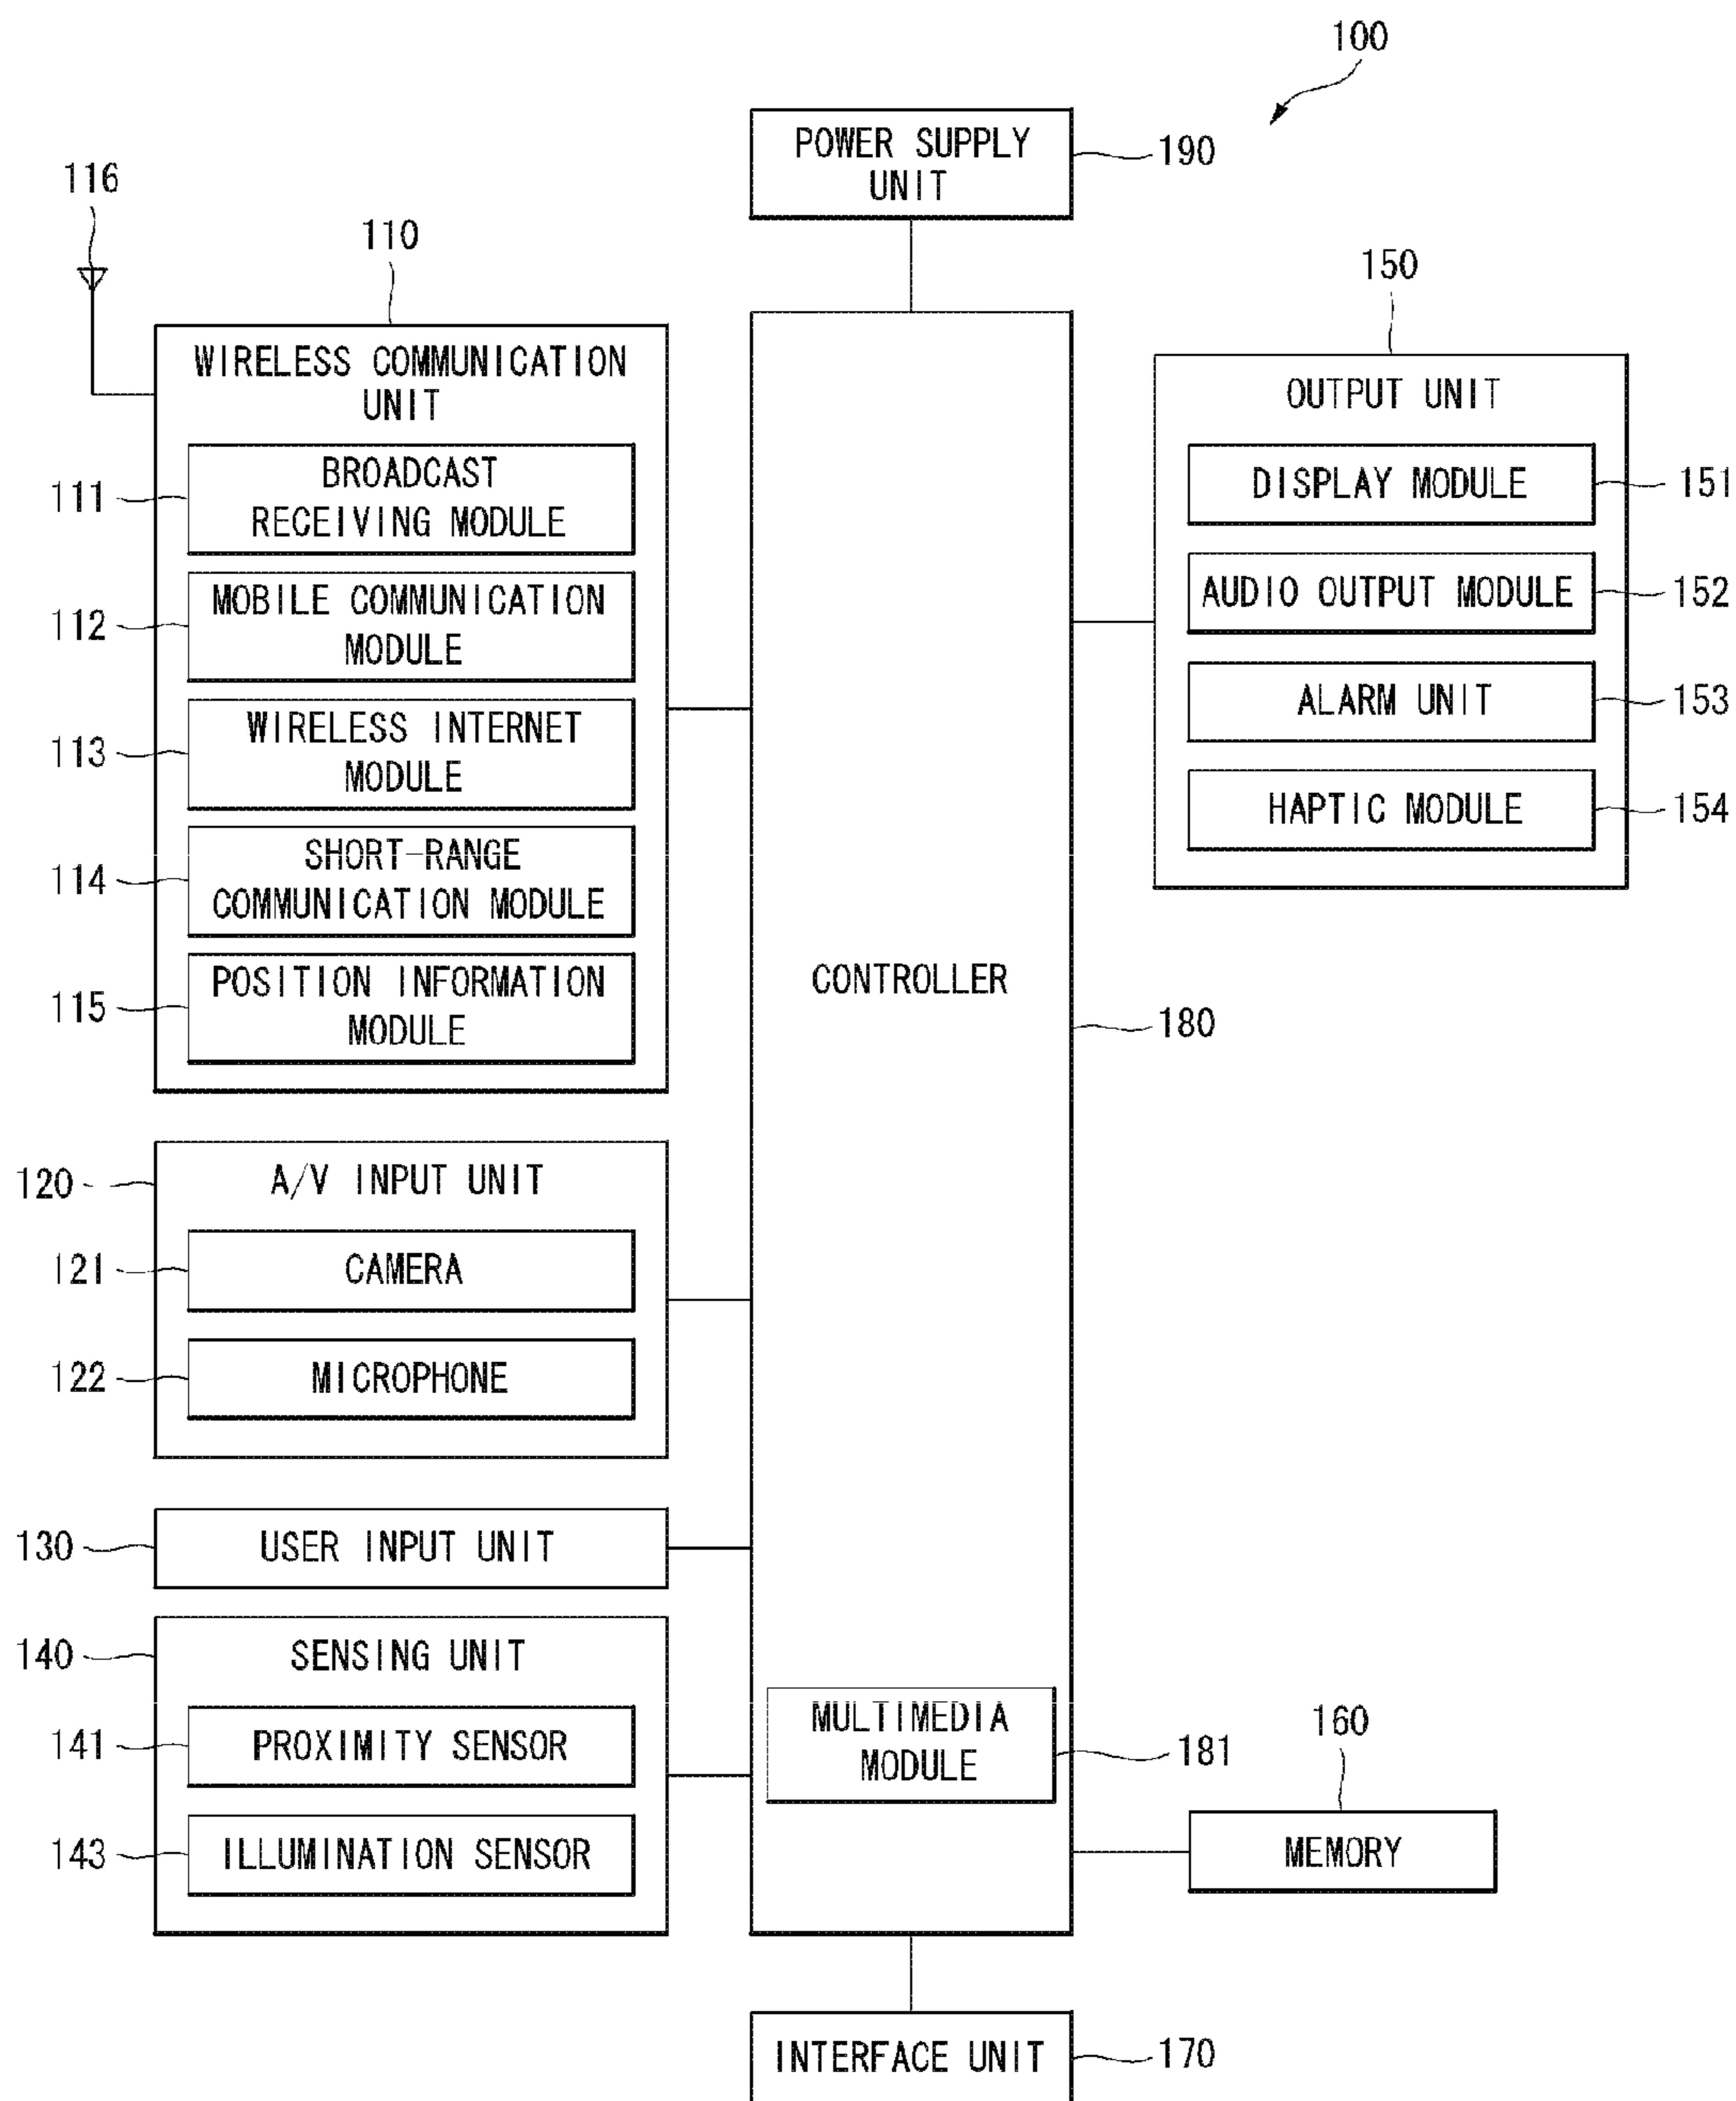 100
POWER SUPPLY
UNIT
190
116
110
WIRELESS COMMUNICATION
UNIT
111
BROADCAST
RECEIVING MODULE
112
MOBILE COMMUNICATION
MODULE
113
WIRELESS INTERNET
MODULE
114
SHORT-RANGE
COMMUNICATION MODULE
115
POSITION INFORMATION
MODULE
120
A/V INPUT UNIT
121
CAMERA
122
MICROPHONE
130
USER INPUT UNIT
140
SENSING UNIT
141
PROXIMITY SENSOR
143
ILLUMINATION SENSOR
CONTROLLER
180
MULTIMEDIA
MODULE
181
150
OUTPUT UNIT
DISPLAY MODULE
151
AUDIO OUTPUT MODULE
152
ALARM UNIT
153
HAPTIC MODULE
154
160
MEMORY
INTERFACE UNIT
170